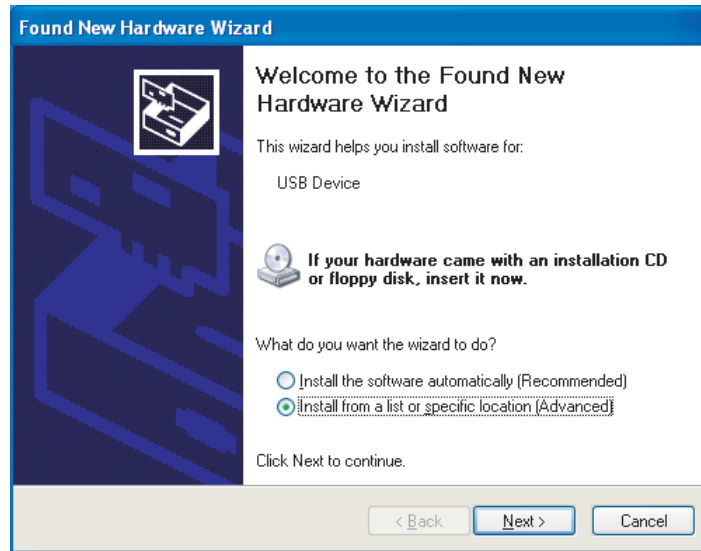 Found New Hardware Wizard
Welcome to the Found New
Hardware Wizard
This wizard helps you install software for:
USB Device
If your hardware came with an installation CD
or floppy disk, insert it now.
What do you want the wizard to do?
Install the software automatically (Recommended)
Install from a list or specific location (Advanced)
Click Next to continue.
< Back
Next >
Cancel